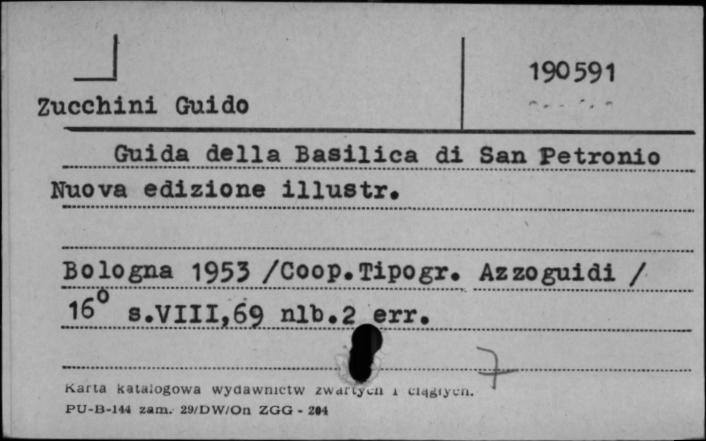 190591
Zucchini Guido
Guida della Basilica di San Petronio
Nuova edizione illustr.
Bologna 1953 /Coop.Tipogr. Azzoguidi /
16° s.VIII,69 nlb.2 err.
Karta katalogowa wydawnictw zwartych i ciągłych.
PU-B-144 zam. 29/DW/On ZGG - 204